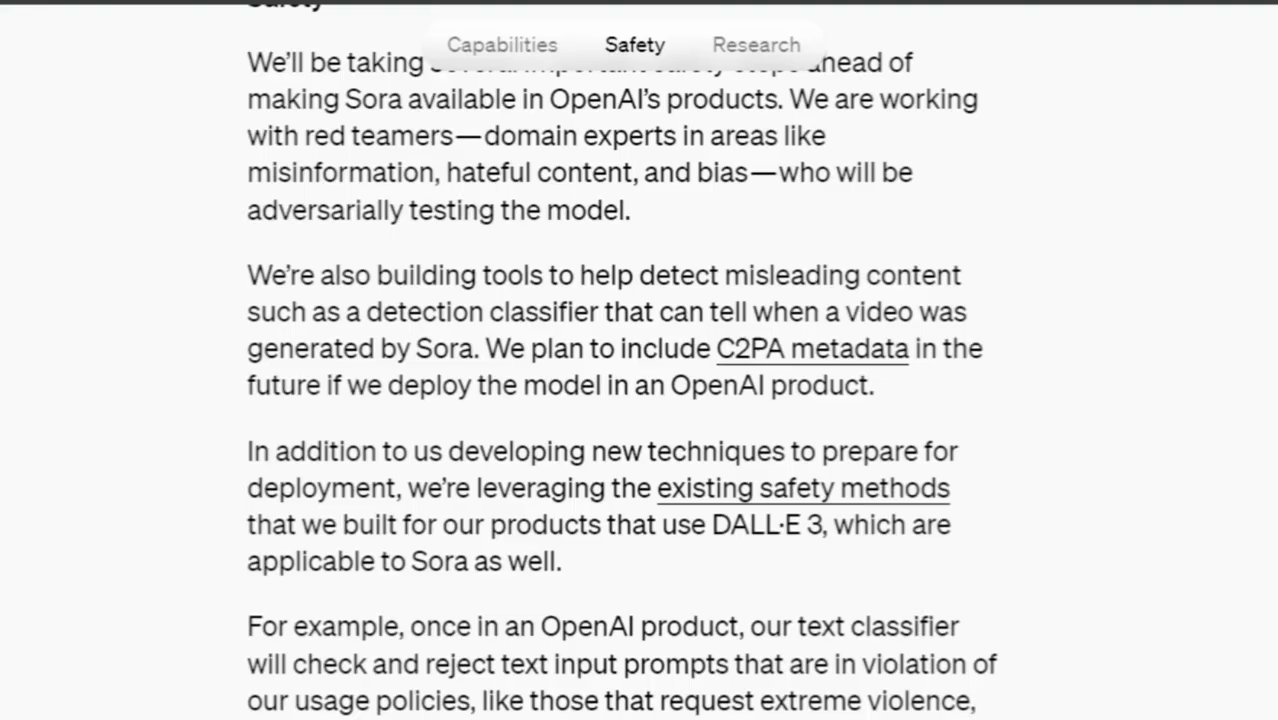 Safety
Capabilities Safety Research
We'll be taking several important safety steps ahead of
making Sora available in OpenAI's products. We are working
with red teamers—domain experts in areas like
misinformation, hateful content, and bias—who will be
adversarially testing the model.
We're also building tools to help detect misleading content
such as a detection classifier that can tell when a video was
generated by Sora. We plan to include C2PA metadata in the
future if we deploy the model in an OpenAI product.
In addition to us developing new techniques to prepare for
deployment, we're leveraging the existing safety methods
that we built for our products that use DALL·E 3, which are
applicable to Sora as well.
For example, once in an OpenAI product, our text classifier
will check and reject text input prompts that are in violation of
our usage policies, like those that request extreme violence,